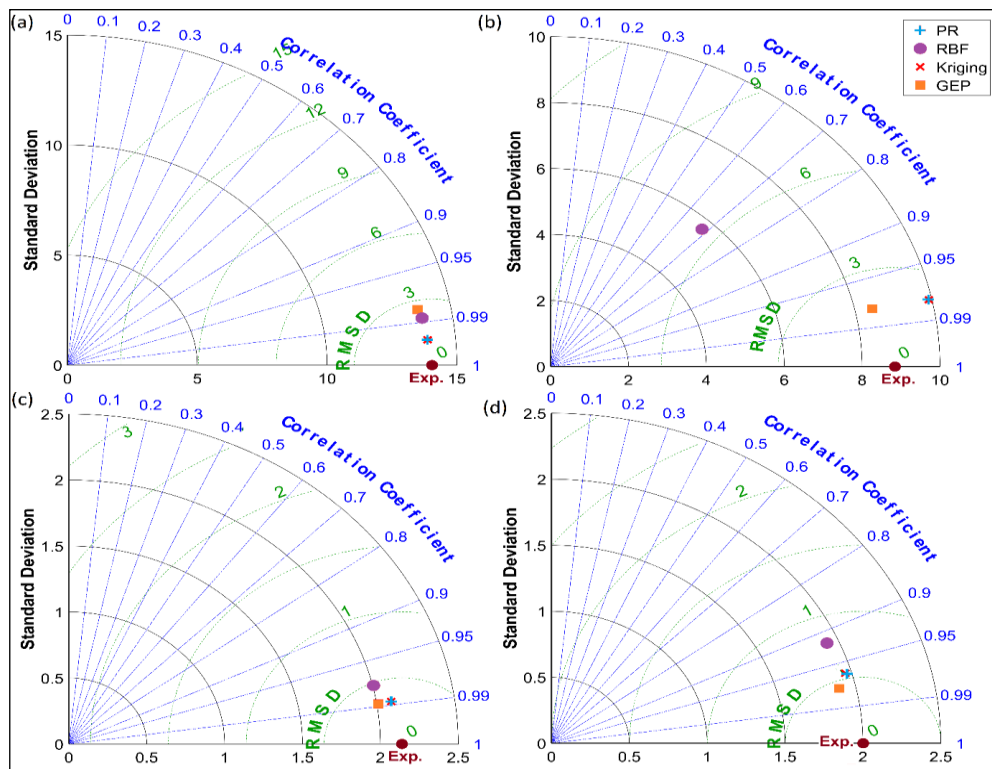 (a)
0 0.1 0.2 0.3 0.4 0.5 0.6 0.7 0.8 0.9 0.95 0.99 1
Correlation Coefficient
Standard Deviation
15
10
5
0
0 5 10 15
15 12 9 6 3 0
RMSD
Exp.
(b)
0 0.1 0.2 0.3 0.4 0.5 0.6 0.7 0.8 0.9 0.95 0.99 1
Correlation Coefficient
PR
RBF
Kriging
GEP
Standard Deviation
10
8
6
4
2
0
0 2 4 6 8 10
9 6 3 0
RMSD
Exp.
(c)
0 0.1 0.2 0.3 0.4 0.5 0.6 0.7 0.8 0.9 0.95 0.99 1
Correlation Coefficient
Standard Deviation
2.5
2
1.5
1
0.5
0
0 0.5 1 1.5 2 2.5
3 2 1 0
RMSD
Exp.
(d)
0 0.1 0.2 0.3 0.4 0.5 0.6 0.7 0.8 0.9 0.95 0.99 1
Correlation Coefficient
Standard Deviation
2.5
2
1.5
1
0.5
0
0 0.5 1 1.5 2 2.5
2 1 0
RMSD
Exp.